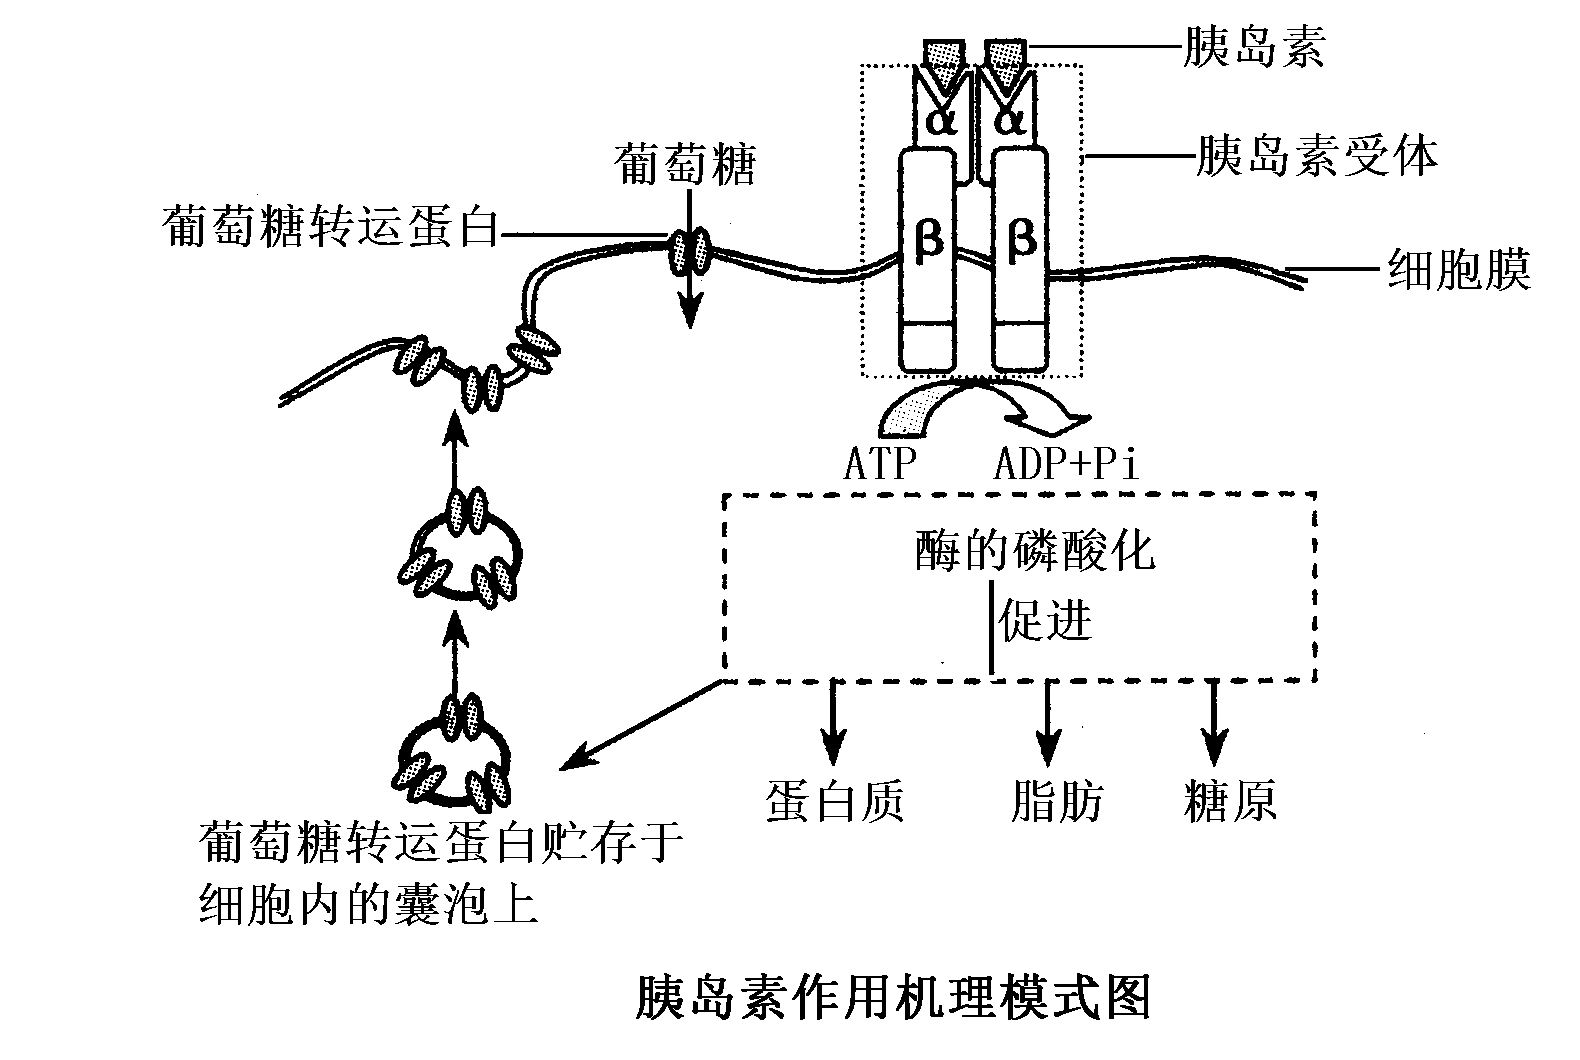 胰岛素
α α
胰岛素受体
葡萄糖
葡萄糖转运蛋白
β β
细胞膜
ATP ADP+Pi
酶的磷酸化
促进
蛋白质 脂肪 糖原
葡萄糖转运蛋白贮存于
细胞内的囊泡上
胰岛素作用机理模式图